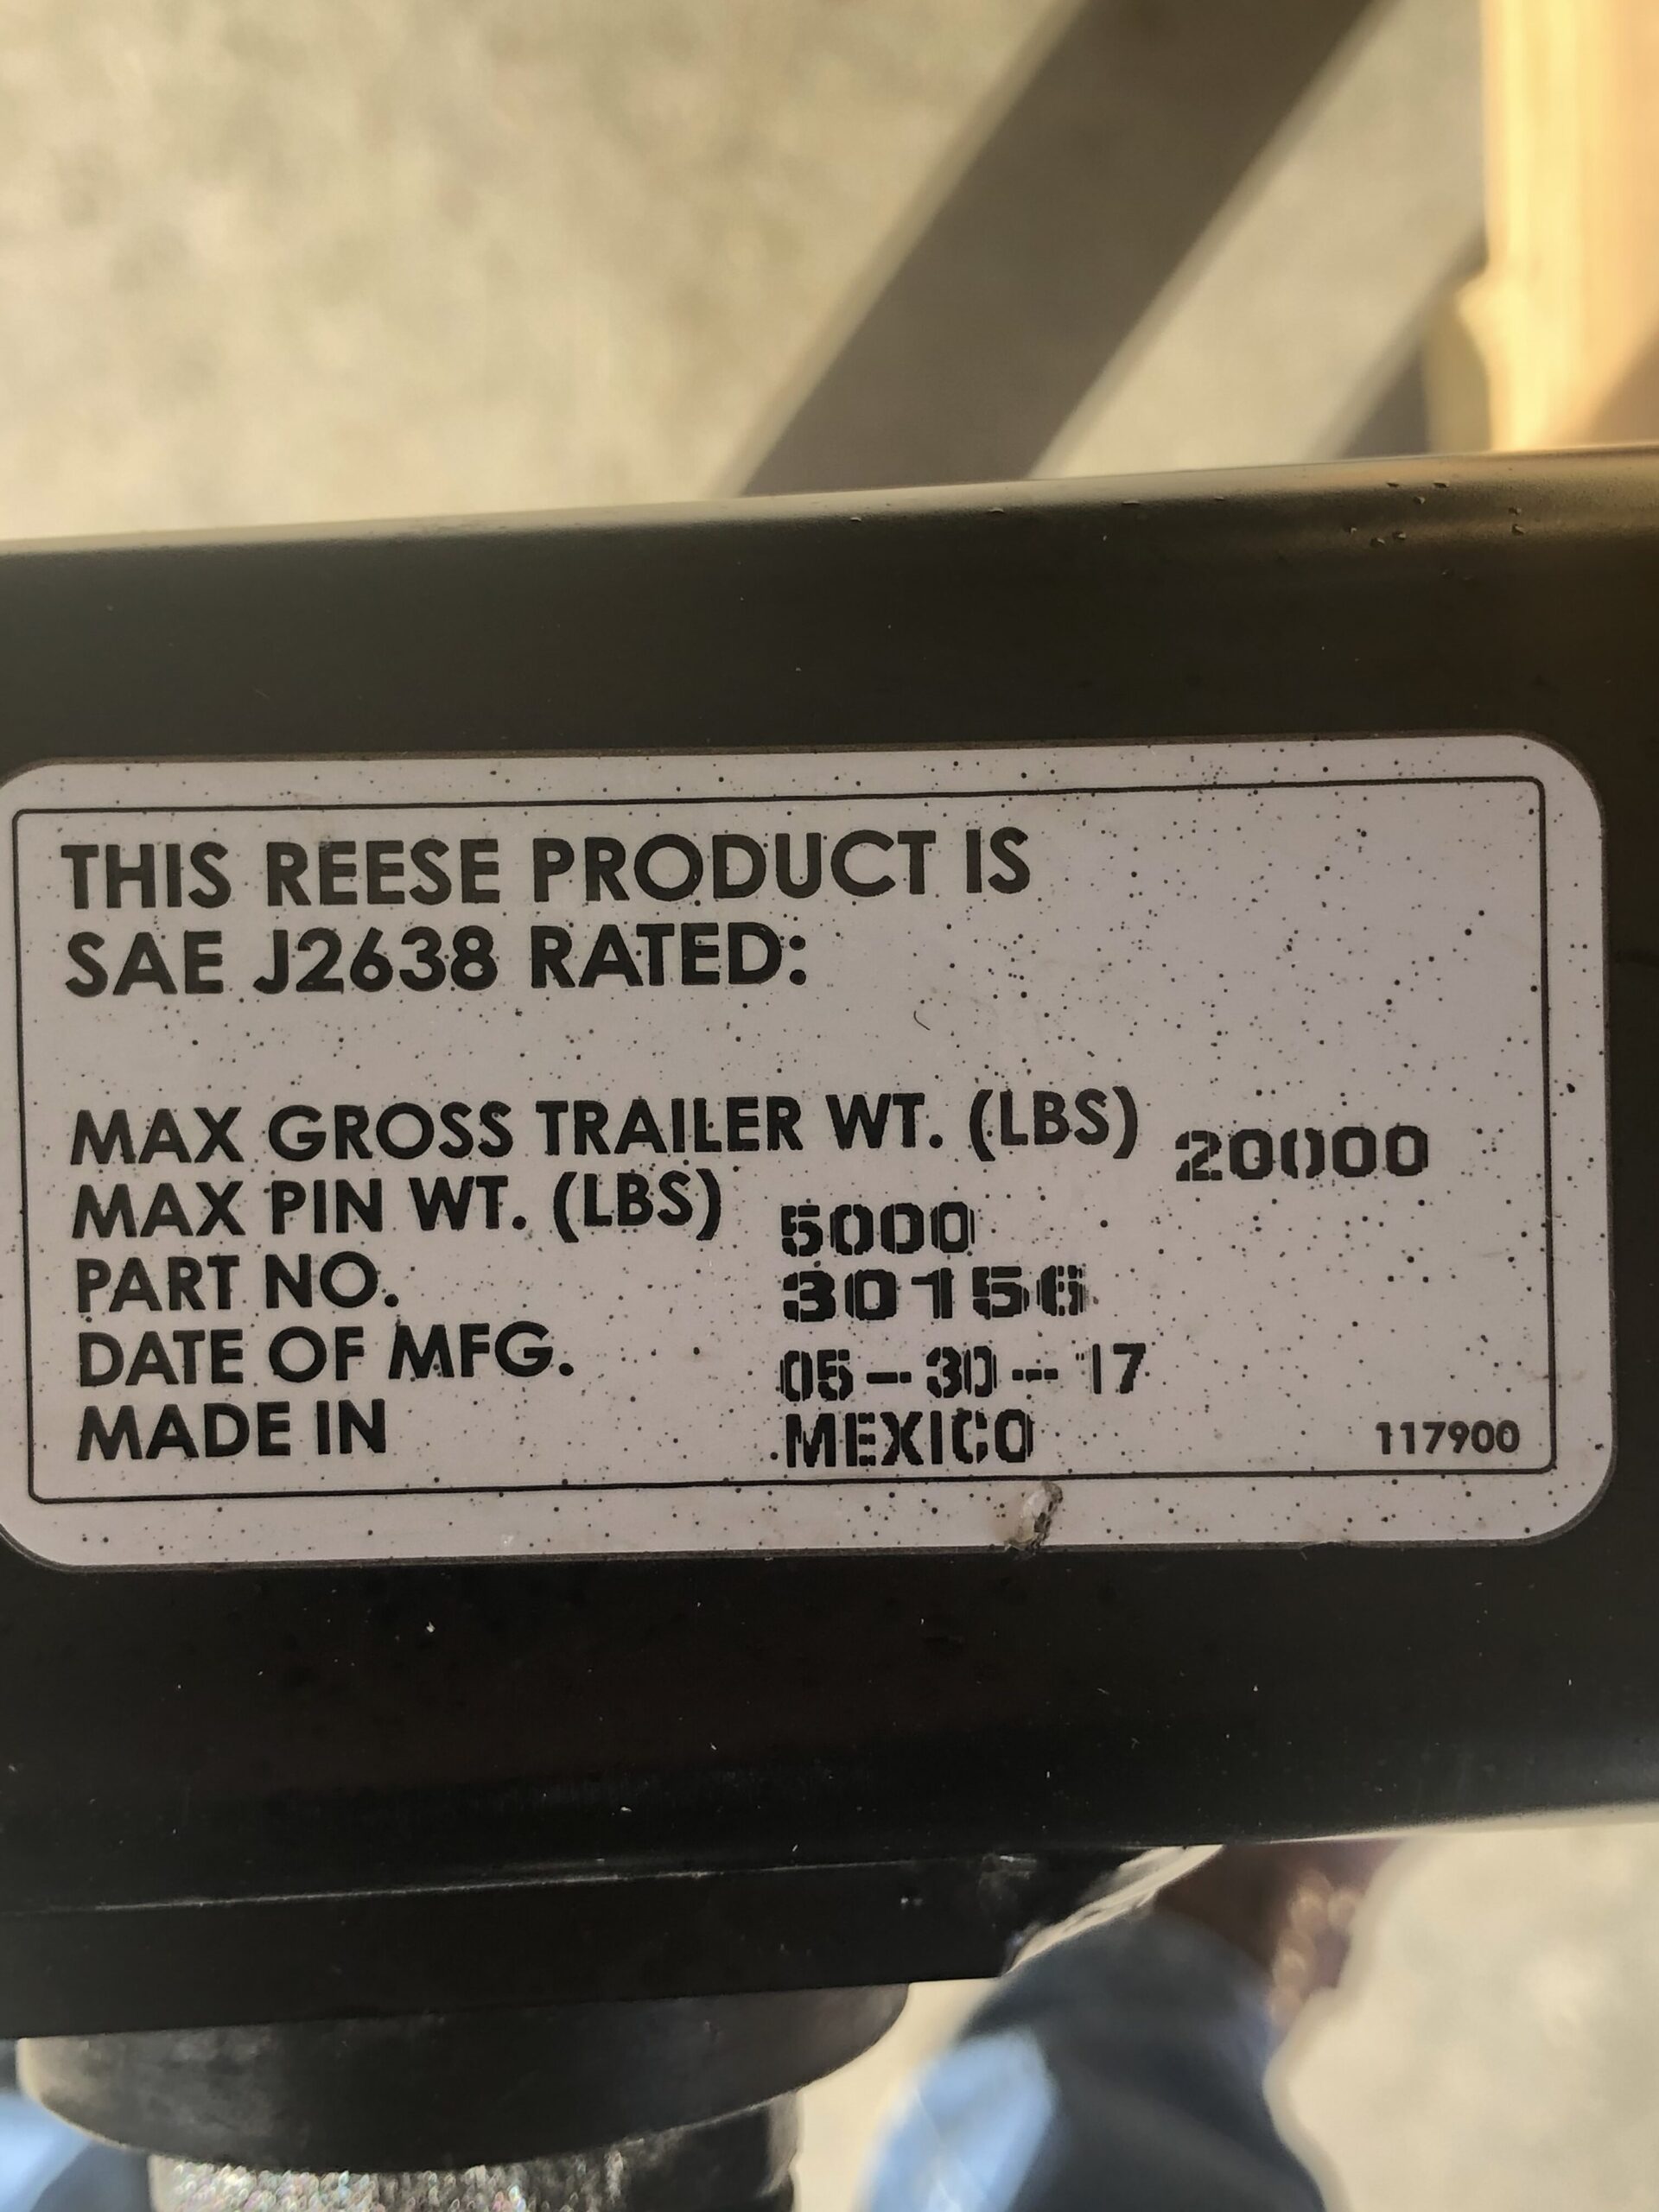 THIS REESE PRODUCT IS
SAE J2638 RATED:
MAX GROSS TRAILER WT. (LBS) 20000
MAX PIN WT. (LBS) 5000
PART NO. 30156
DATE OF MFG. 05-30-17
MADE IN MEXICO
117900